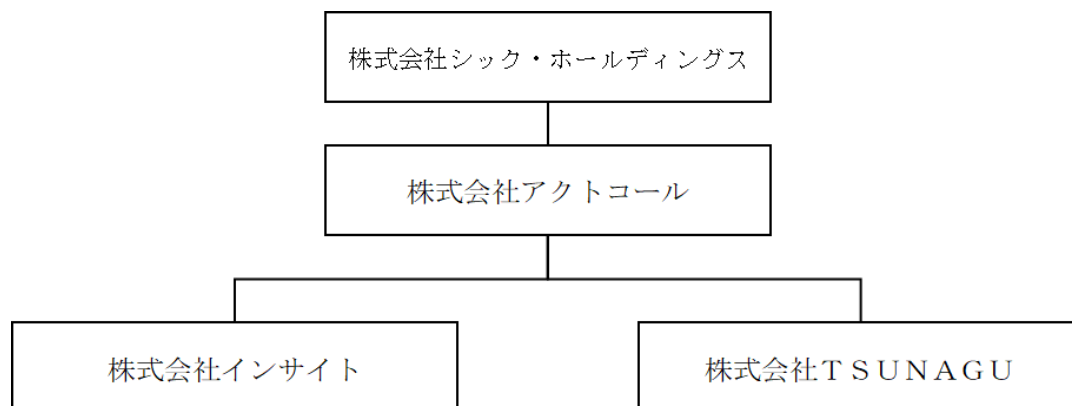 株式会社シック・ホールディングス
株式会社アクトコール
株式会社インサイト
株式会社ＴＳＵＮＡＧＵ